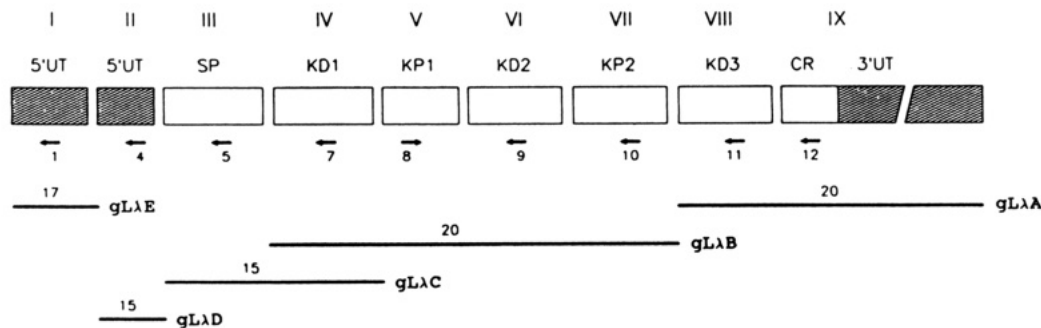 I II III IV V VI VII VIII IX
5'UT 5'UT SP KD1 KP1 KD2 KP2 KD3 CR 3'UT
1 4 5 7 8 9 10 11 12
17 gLλE
20 gLλA
20 gLλB
15 gLλC
15 gLλD